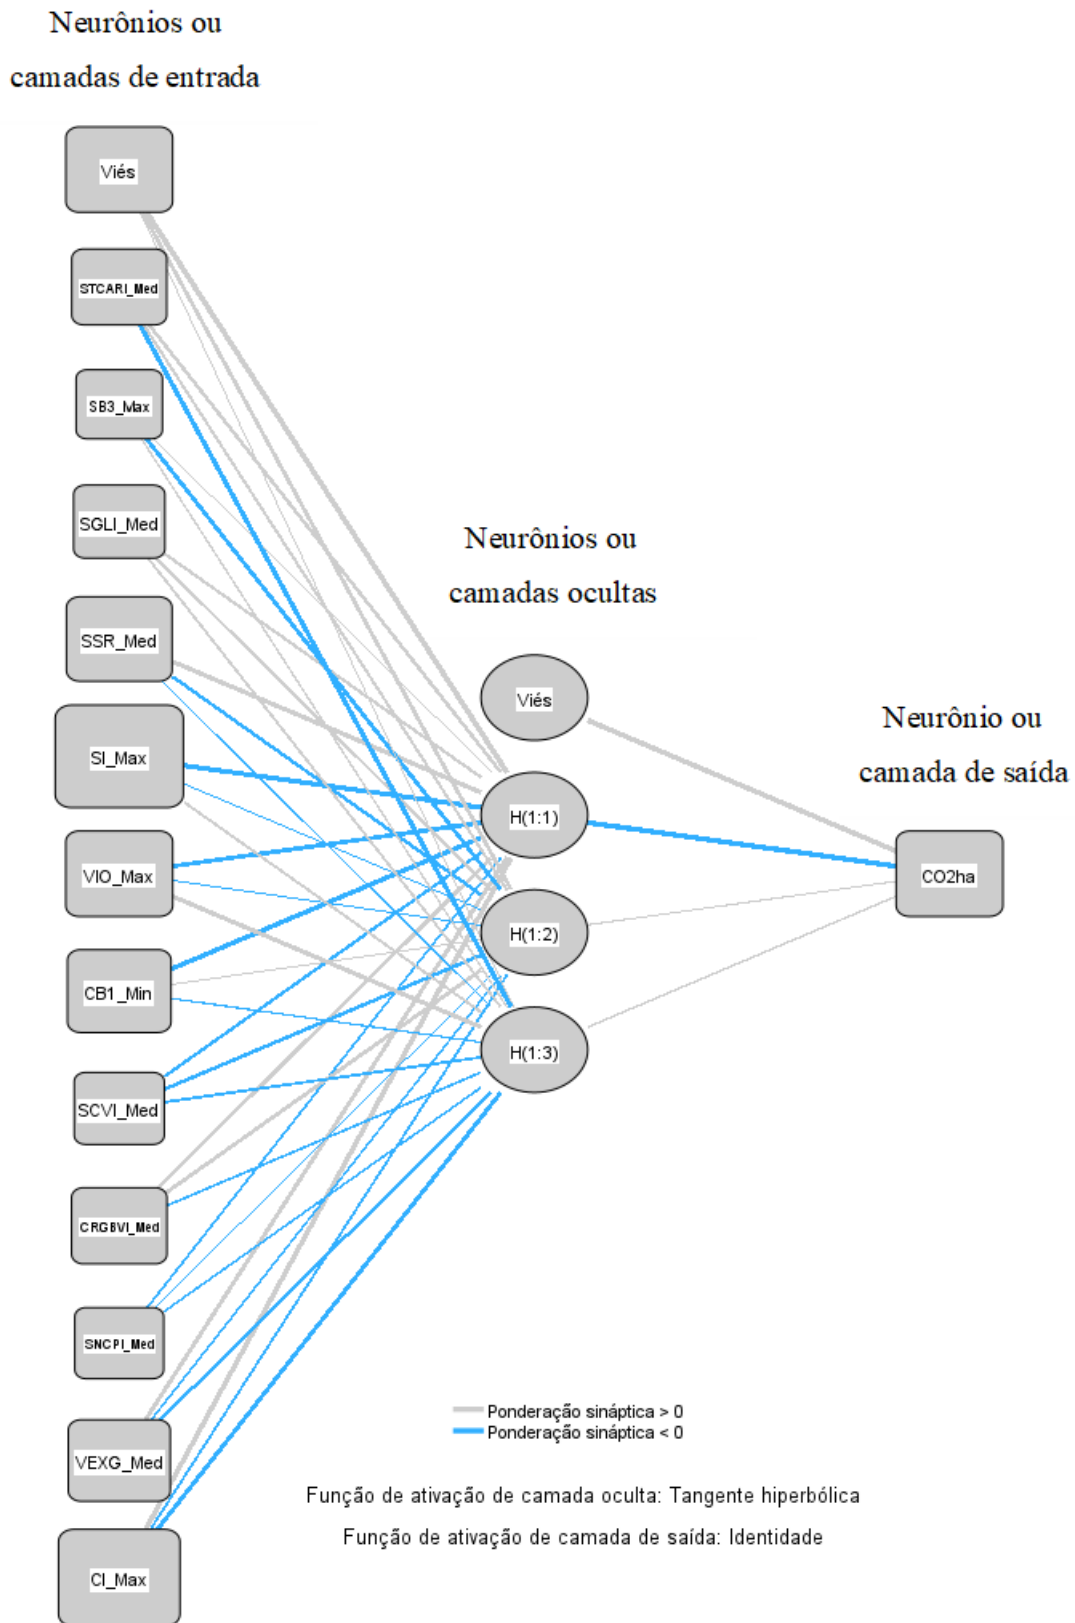 Neurônios ou
camadas de entrada
Viés
STCARI_Med
SB3_Max
SGLI_Med
SSR_Med
SI_Max
VIO_Max
CB1_Min
SCVI_Med
CRGBVI_Med
SNCPI_Med
VEXG_Med
CI_Max
Neurônios ou
camadas ocultas
Viés
H(1:1)
H(1:2)
H(1:3)
Neurônio ou
camada de saída
CO2ha
Ponderação sináptica > 0
Ponderação sináptica < 0
Função de ativação de camada oculta: Tangente hiperbólica
Função de ativação de camada de saída: Identidade